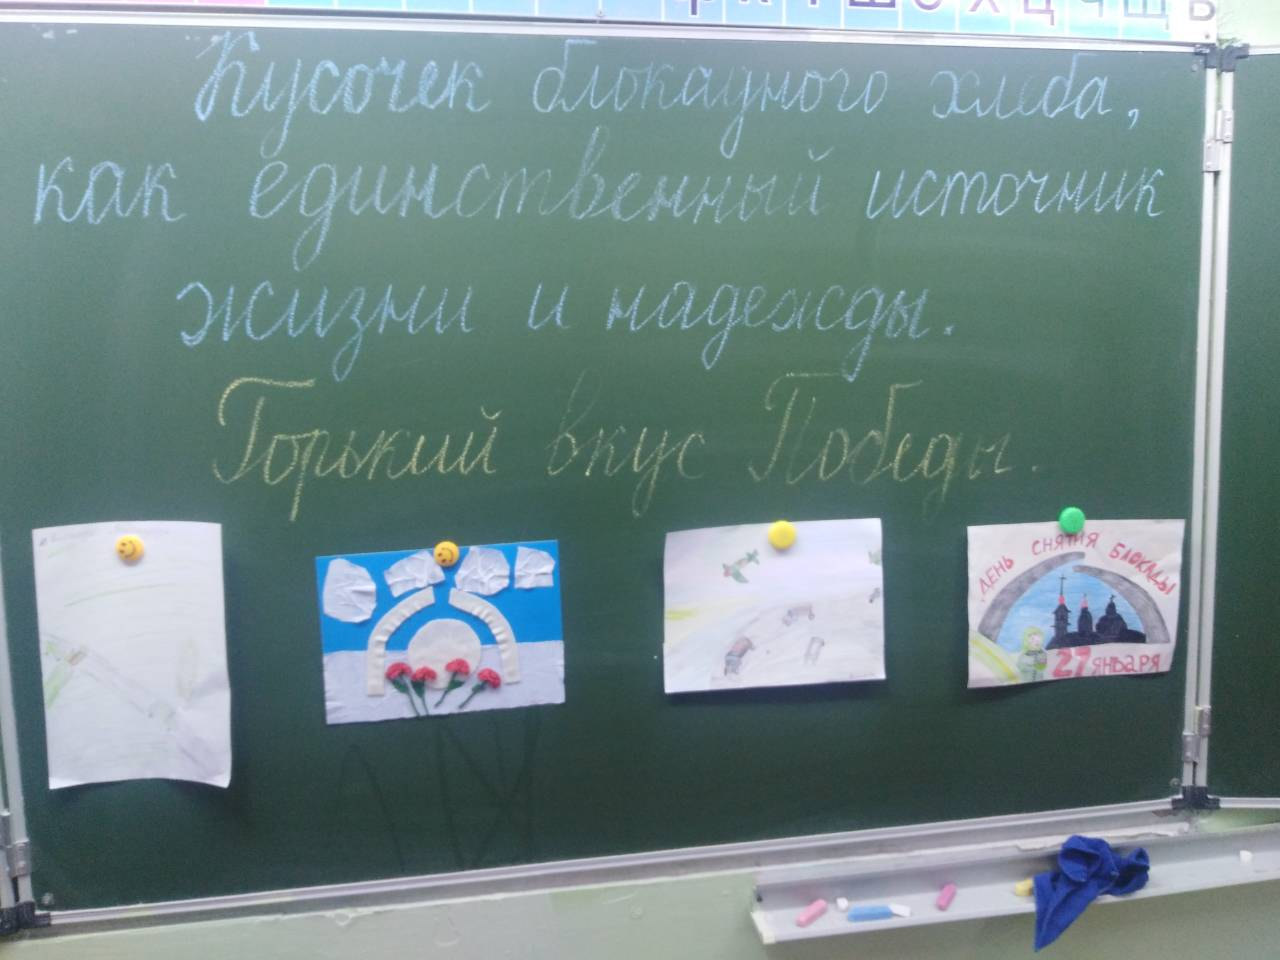 Ф Х Ц Ч Щ Ь
Кусочек блокадного хлеба,
как единственный источник
жизни и надежды.
Горький вкус Победы.
ДЕНЬ СНЯТИЯ БЛОКАДЫ
27 ЯНВАРЯ